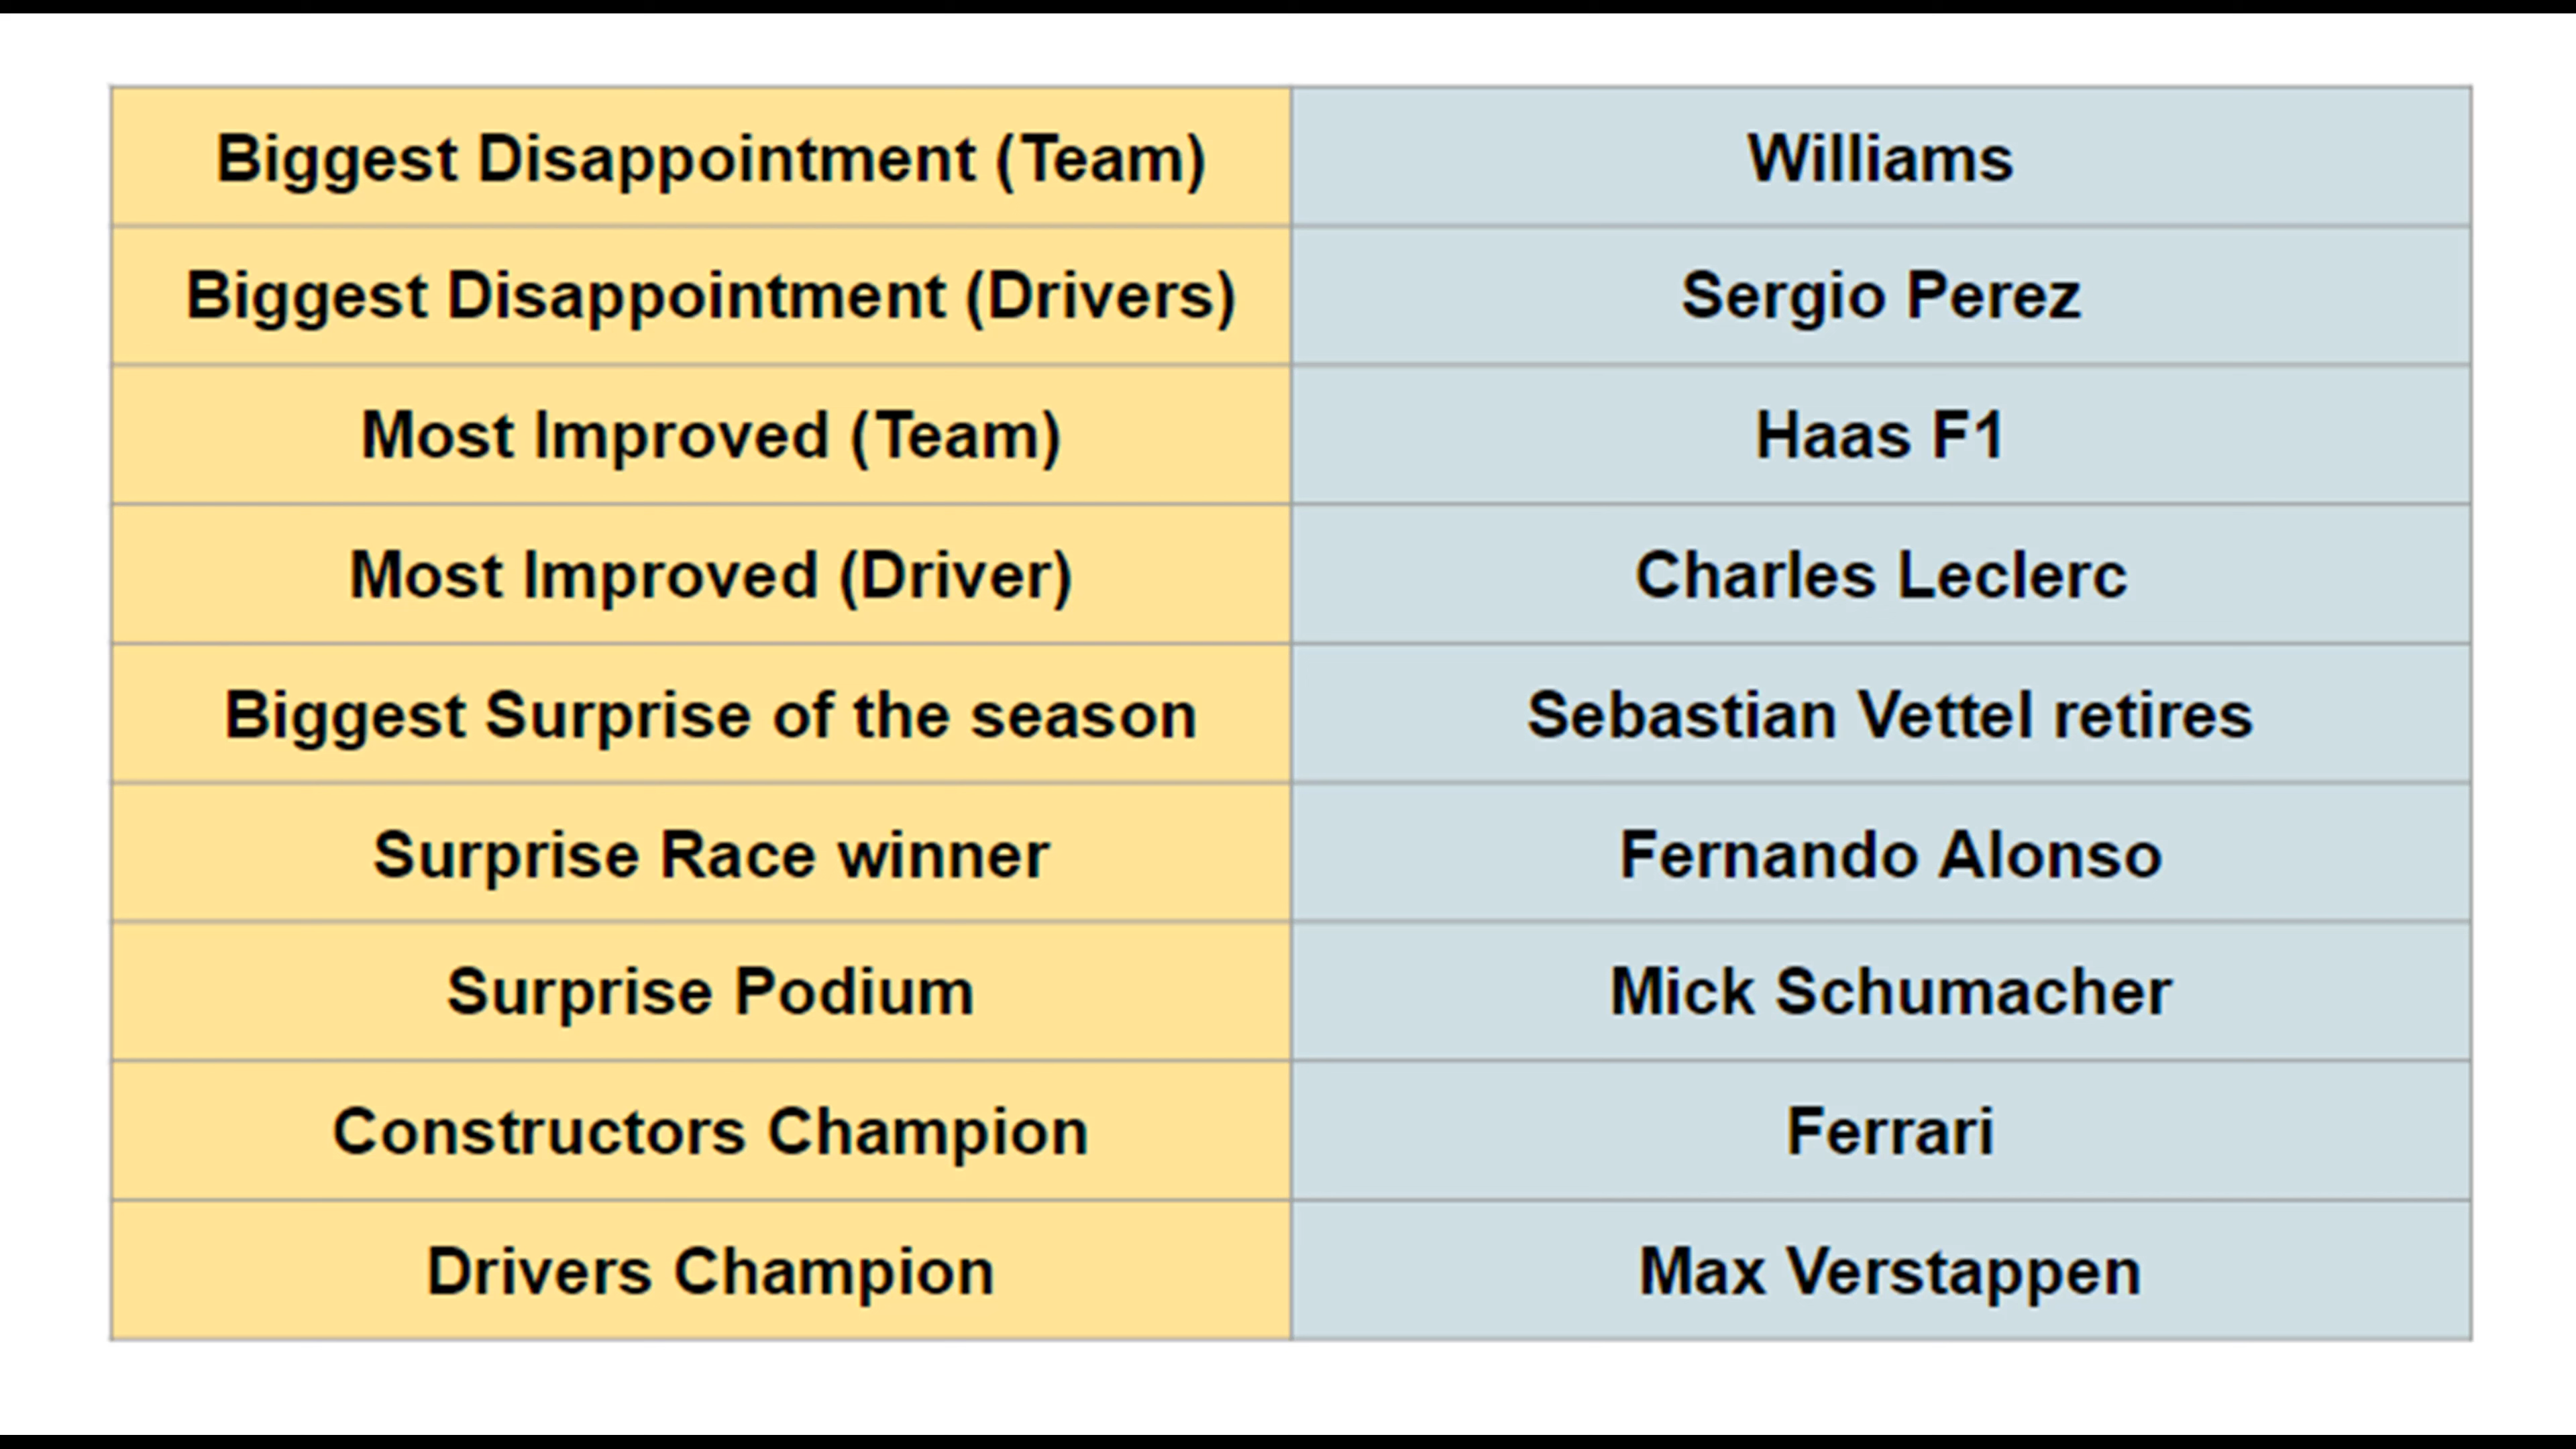 Biggest Disappointment (Team) Williams
Biggest Disappointment (Drivers) Sergio Perez
Most Improved (Team) Haas F1
Most Improved (Driver) Charles Leclerc
Biggest Surprise of the season Sebastian Vettel retires
Surprise Race winner Fernando Alonso
Surprise Podium Mick Schumacher
Constructors Champion Ferrari
Drivers Champion Max Verstappen